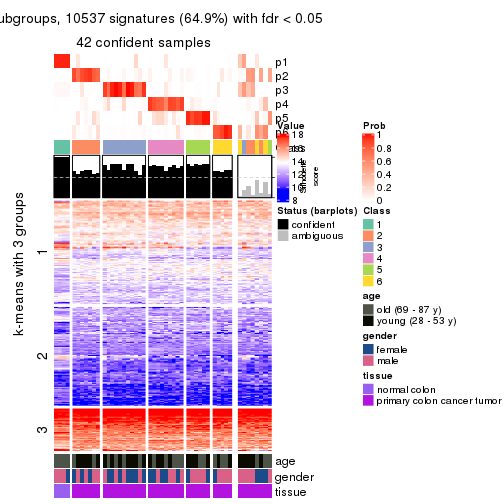 ubgroups, 10537 signatures (64.9%) with fdr < 0.05
42 confident samples
p1
p2
p3
p4
p5
Value
18
16
14
12
10
8
Prob
1
0.8
0.6
0.4
0.2
0
score
Status (barplots)
confident
ambiguous
Class
1
2
3
4
5
6
k-means with 3 groups
1
2
3
age
old (69 - 87 y)
young (28 - 53 y)
gender
female
male
tissue
normal colon
primary colon cancer tumor
age
gender
tissue